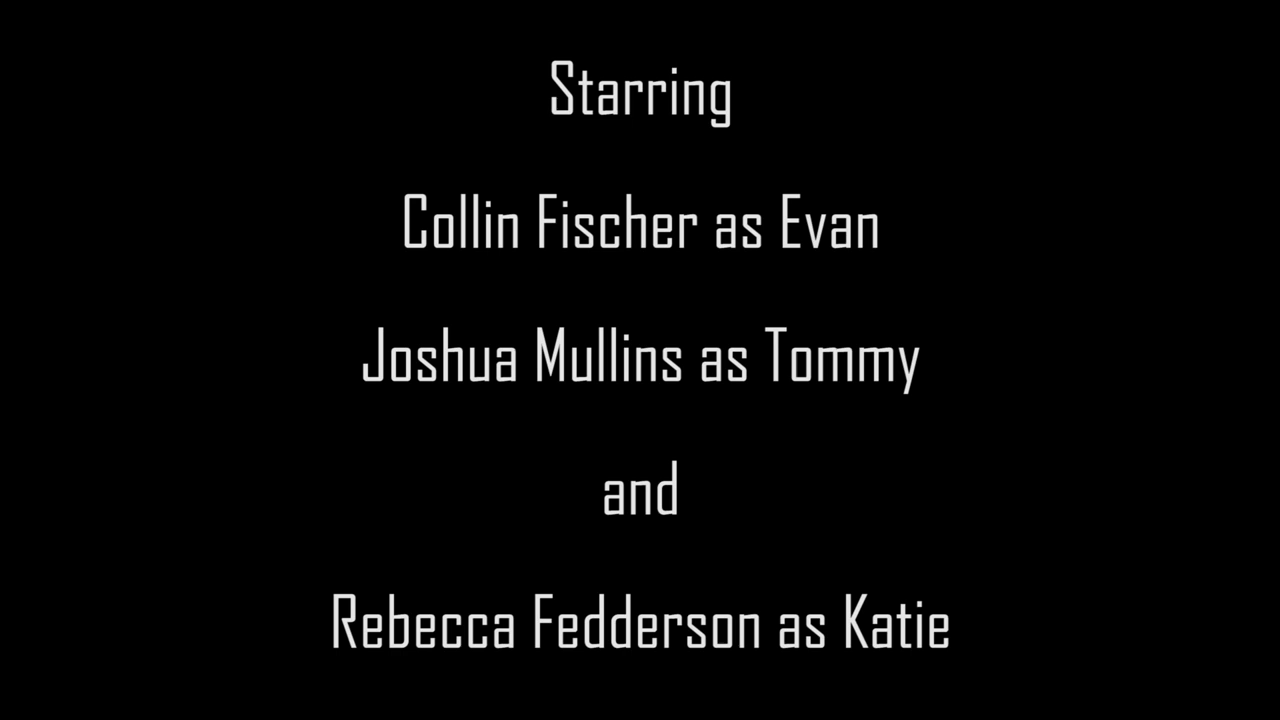 Starring
Collin Fischer as Evan
Joshua Mullins as Tommy
and
Rebecca Fedderson as Katie